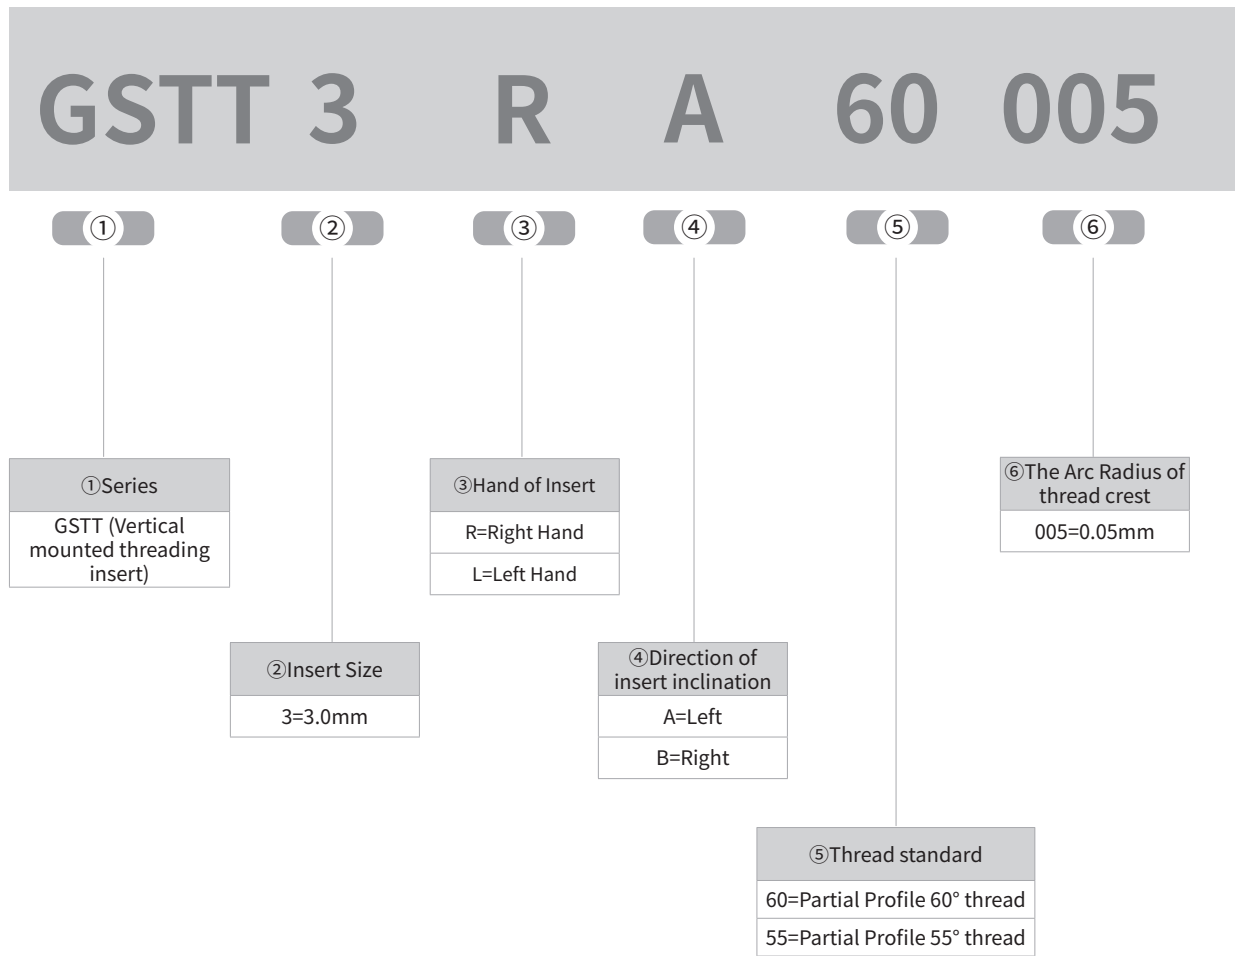 GSTT 3 R A 60 005
① ② ③ ④ ⑤ ⑥
①Series
GSTT (Vertical
mounted threading
insert)
②Insert Size
3=3.0mm
③Hand of Insert
R=Right Hand
L=Left Hand
④Direction of
insert inclination
A=Left
B=Right
⑤Thread standard
60=Partial Profile 60° thread
55=Partial Profile 55° thread
⑥The Arc Radius of
thread crest
005=0.05mm